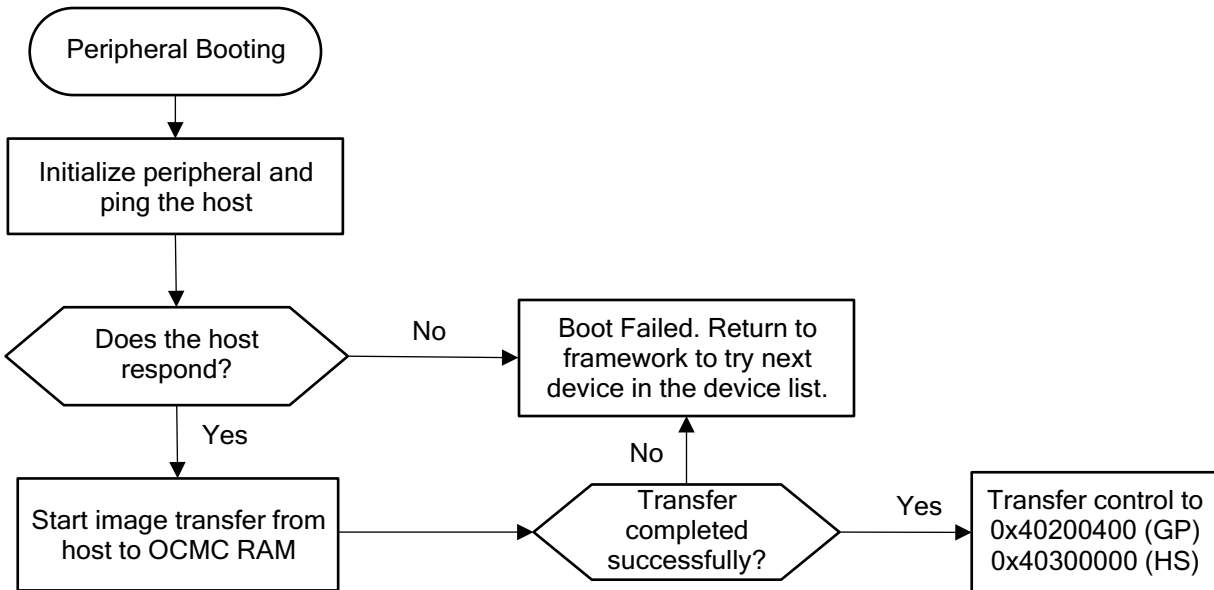 Peripheral Booting
Initialize peripheral and
ping the host
Does the host
respond?
No
Boot Failed. Return to
framework to try next
device in the device list.
Yes
No
Start image transfer from
host to OCMC RAM
Transfer
completed
successfully?
Yes
Transfer control to
0x40200400 (GP)
0x40300000 (HS)